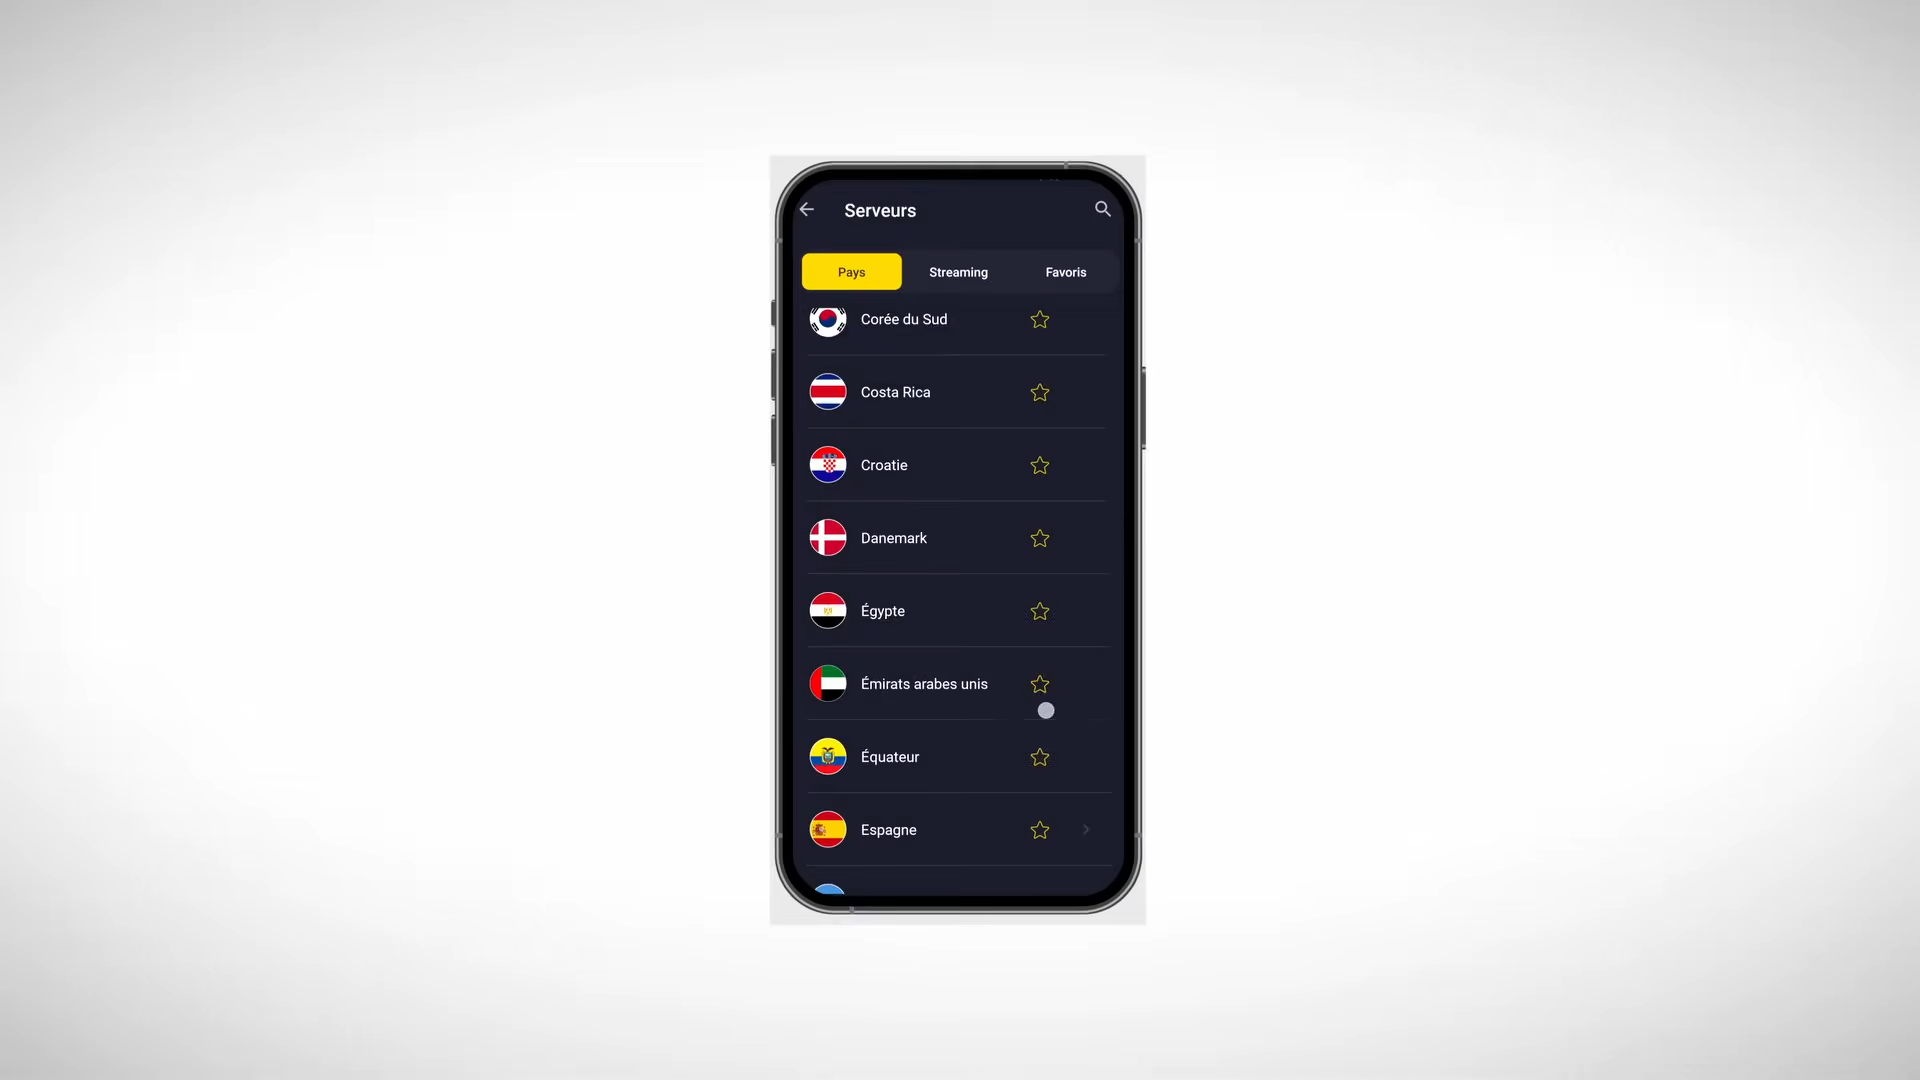 Serveurs
Pays
Streaming
Favoris
Corée du Sud
Costa Rica
Croatie
Danemark
Égypte
Émirats arabes unis
Équateur
Espagne